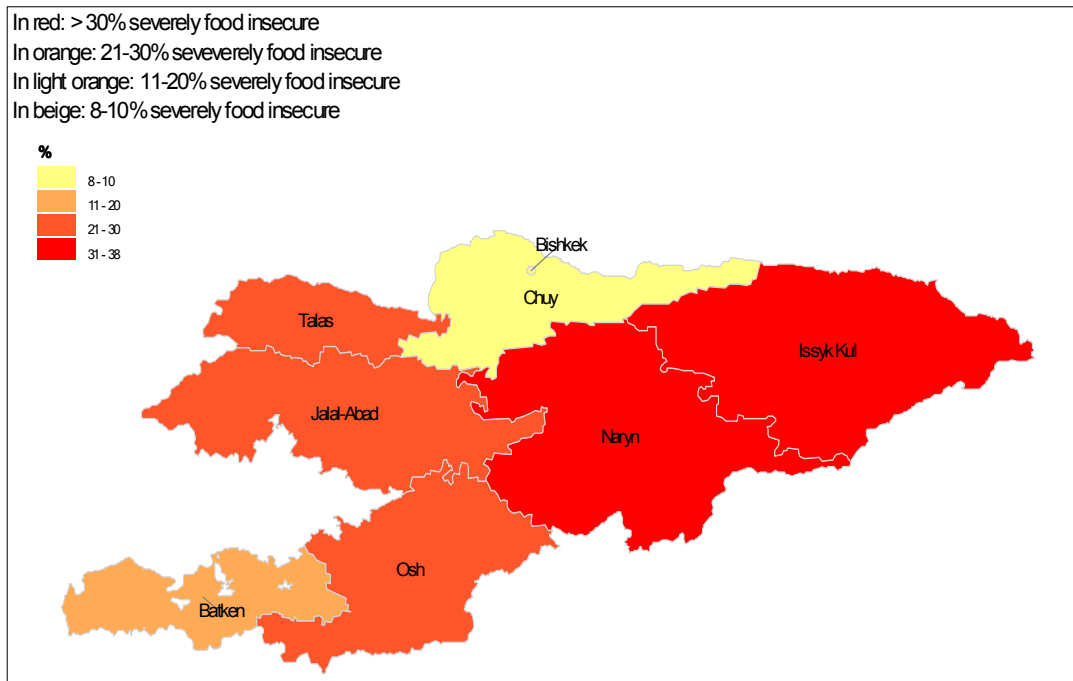 In red: > 30% severely food insecure
In orange: 21-30% seveverely food insecure
In light orange: 11-20% severely food insecure
In beige: 8-10% severely food insecure
%
8 - 10
11 - 20
21 - 30
31 - 38
Bishkek
Chuy
Talas
Issyk Kul
Jalal-Abad
Naryn
Osh
Batken